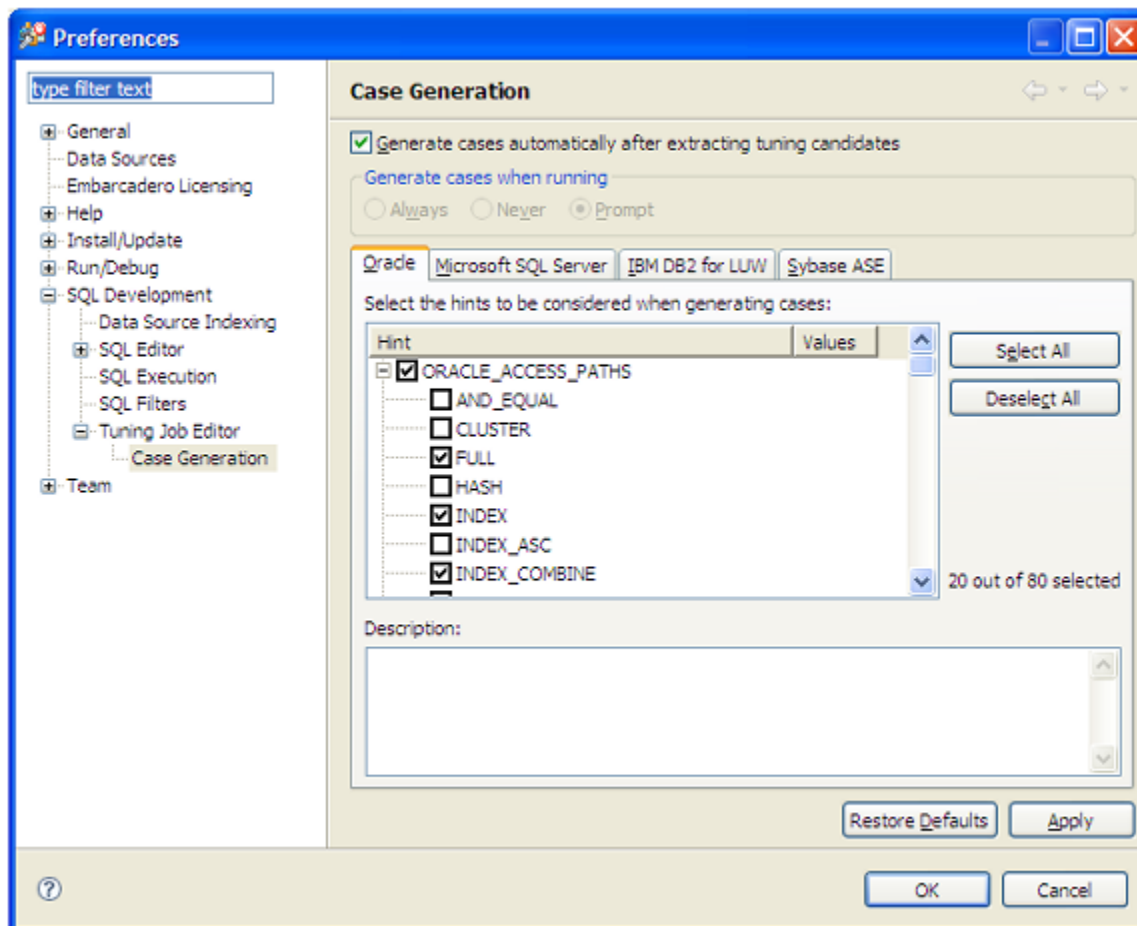 Preferences
type filter text
General
Data Sources
Embarcadero Licensing
Help
Install/Update
Run/Debug
SQL Development
Data Source Indexing
SQL Editor
SQL Execution
SQL Filters
Tuning Job Editor
Case Generation
Team
Case Generation
Generate cases automatically after extracting tuning candidates
Generate cases when running
Always Never Prompt
Oracle Microsoft SQL Server IBM DB2 for LUW Sybase ASE
Select the hints to be considered when generating cases:
Hint Values
ORACLE_ACCESS_PATHS
AND_EQUAL
CLUSTER
FULL
HASH
INDEX
INDEX_ASC
INDEX_COMBINE
Select All
Deselect All
20 out of 80 selected
Description:
Restore Defaults Apply
OK Cancel